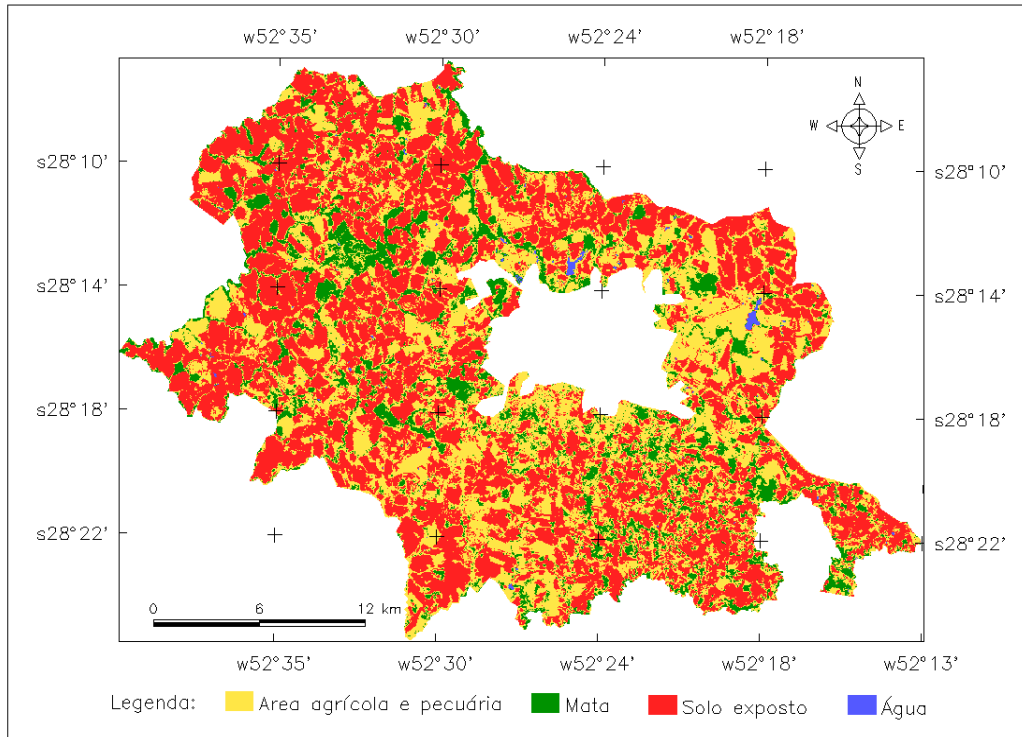 w52°35' w52°30' w52°24' w52°18'
N
W E
S
s28°10' s28°10'
s28°14' s28°14'
s28°18' s28°18'
s28°22' s28°22'
0 6 12 km
w52°35' w52°30' w52°24' w52°18' w52°13'
Legenda: Area agrícola e pecuária Mata Solo exposto Água